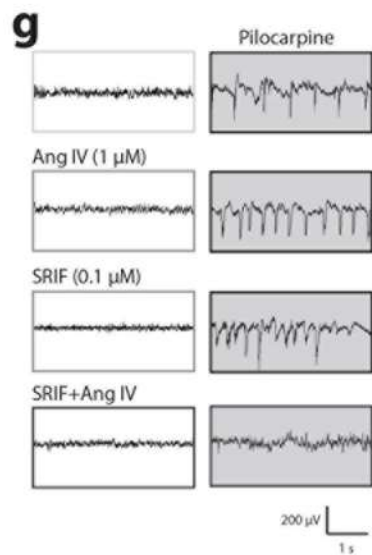 g
Pilocarpine
Ang IV (1 μM)
SRIF (0.1 μM)
SRIF+Ang IV
200 μV
1 s